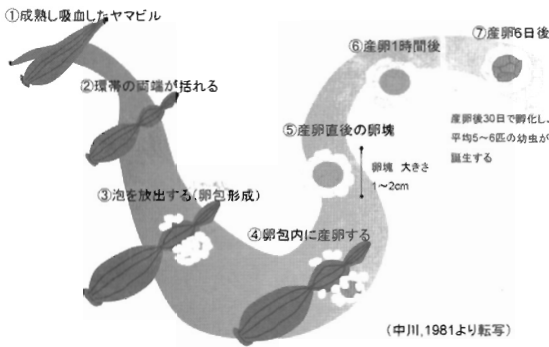 ①成熟し吸血したヤマビル
②環帯の両端が括れる
③泡を放出する(卵包形成)
④卵包内に産卵する
⑤産卵直後の卵塊
卵塊 大きさ
1〜2cm
⑥産卵1時間後
⑦産卵6日後
産卵後30日で孵化し、
平均5〜6匹の幼虫が
誕生する
(中川,1981より転写)